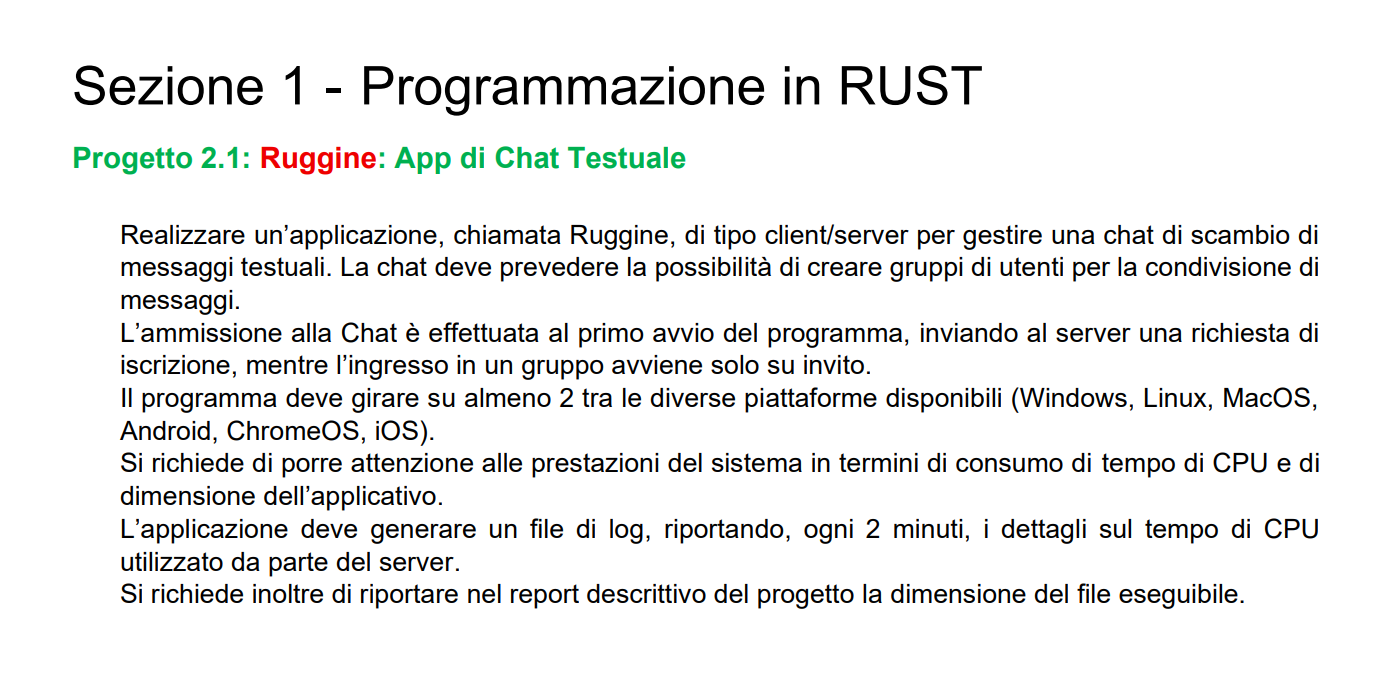 Sezione 1 - Programmazione in RUST
Progetto 2.1: Ruggine: App di Chat Testuale
Realizzare un’applicazione, chiamata Ruggine, di tipo client/server per gestire una chat di scambio di
messaggi testuali. La chat deve prevedere la possibilità di creare gruppi di utenti per la condivisione di
messaggi.
L’ammissione alla Chat è effettuata al primo avvio del programma, inviando al server una richiesta di
iscrizione, mentre l’ingresso in un gruppo avviene solo su invito.
Il programma deve girare su almeno 2 tra le diverse piattaforme disponibili (Windows, Linux, MacOS,
Android, ChromeOS, iOS).
Si richiede di porre attenzione alle prestazioni del sistema in termini di consumo di tempo di CPU e di
dimensione dell’applicativo.
L’applicazione deve generare un file di log, riportando, ogni 2 minuti, i dettagli sul tempo di CPU
utilizzato da parte del server.
Si richiede inoltre di riportare nel report descrittivo del progetto la dimensione del file eseguibile.